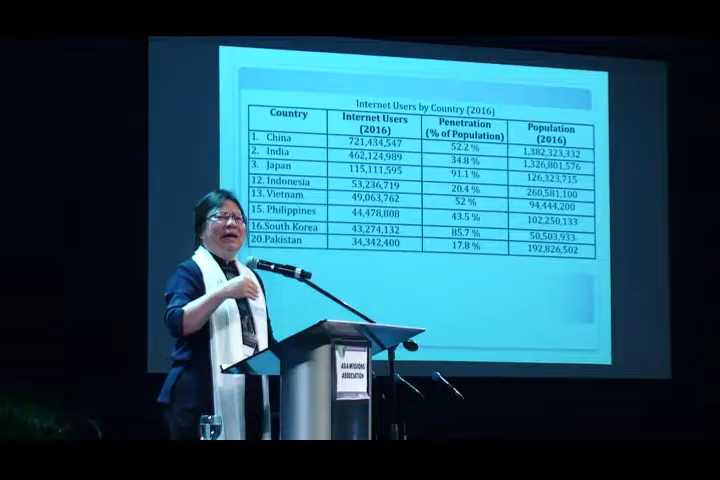 Internet Users by Country (2016)
Country Internet Users (2016) Penetration (% of Population) Population (2016)
1. China 721,434,547 52.2 % 1,382,323,332
2. India 462,124,989 34.8 % 1,326,801,576
3. Japan 115,111,595 91.1 % 126,323,715
12. Indonesia 53,236,719 20.4 % 260,581,100
13. Vietnam 49,063,762 52 % 94,444,200
15. Philippines 44,478,808 43.5 % 102,250,133
16.South Korea 43,274,132 85.7 % 50,503,933
20.Pakistan 34,342,400 17.8 % 192,826,502
ASIA MISSIONS
ASSOCIATION